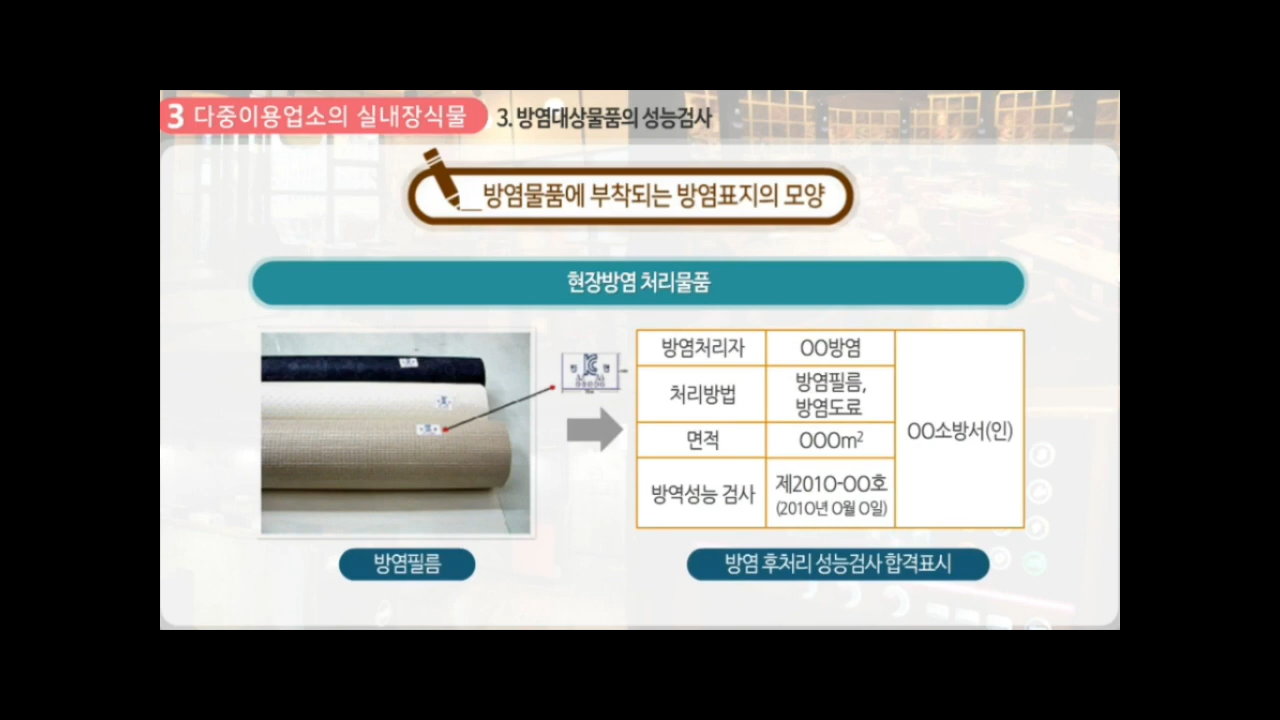 3 다중이용업소의 실내장식물
3. 방염대상물품의 성능검사
방염물품에 부착되는 방염표지의 모양
현장방염 처리물품
방염처리자 OO방염
처리방법 방염필름,
방염도료
면적 OOOm²
OO소방서(인)
방역성능 검사 제201O-OO호
(201O년 O월 O일)
방염필름
방염 후처리 성능검사 합격표시